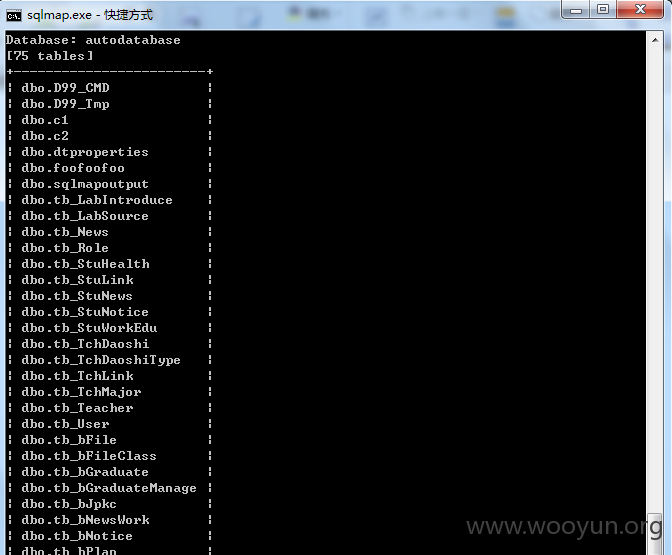 sqlmap.exe - 快捷方式
Database: autodatabase
[75 tables]
+------------------------+
| dbo.D99_CMD |
| dbo.D99_Tmp |
| dbo.c1 |
| dbo.c2 |
| dbo.dtproperties |
| dbo.foofoofoo |
| dbo.sqlmapoutput |
| dbo.tb_LabIntroduce |
| dbo.tb_LabSource |
| dbo.tb_News |
| dbo.tb_Role |
| dbo.tb_StuHealth |
| dbo.tb_StuLink |
| dbo.tb_StuNews |
| dbo.tb_StuNotice |
| dbo.tb_StuWorkEdu |
| dbo.tb_TchDaoshi |
| dbo.tb_TchDaoshiType |
| dbo.tb_TchLink |
| dbo.tb_TchMajor |
| dbo.tb_Teacher |
| dbo.tb_User |
| dbo.tb_bFile |
| dbo.tb_bFileClass |
| dbo.tb_bGraduate |
| dbo.tb_bGraduateManage |
| dbo.tb_bJpkc |
| dbo.tb_bNewsWork |
| dbo.tb_bNotice |
| dbo.tb_bPlan |
www.wooyun.org